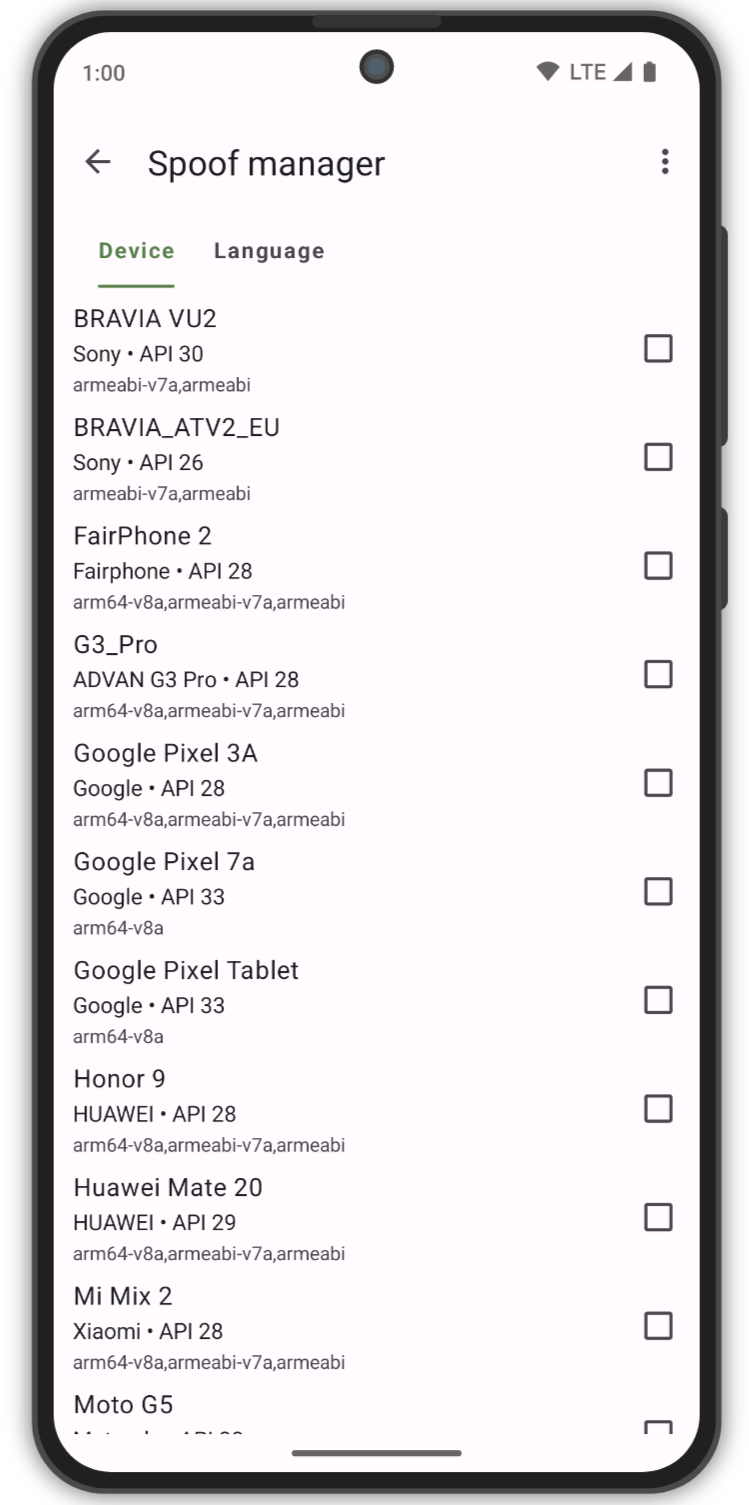 1:00
LTE
Spoof manager
Device Language
BRAVIA VU2
Sony • API 30
armeabi-v7a,armeabi
BRAVIA_ATV2_EU
Sony • API 26
armeabi-v7a,armeabi
FairPhone 2
Fairphone • API 28
arm64-v8a,armeabi-v7a,armeabi
G3_Pro
ADVAN G3 Pro • API 28
arm64-v8a,armeabi-v7a,armeabi
Google Pixel 3A
Google • API 28
arm64-v8a,armeabi-v7a,armeabi
Google Pixel 7a
Google • API 33
arm64-v8a
Google Pixel Tablet
Google • API 33
arm64-v8a
Honor 9
HUAWEI • API 28
arm64-v8a,armeabi-v7a,armeabi
Huawei Mate 20
HUAWEI • API 29
arm64-v8a,armeabi-v7a,armeabi
Mi Mix 2
Xiaomi • API 28
arm64-v8a,armeabi-v7a,armeabi
Moto G5